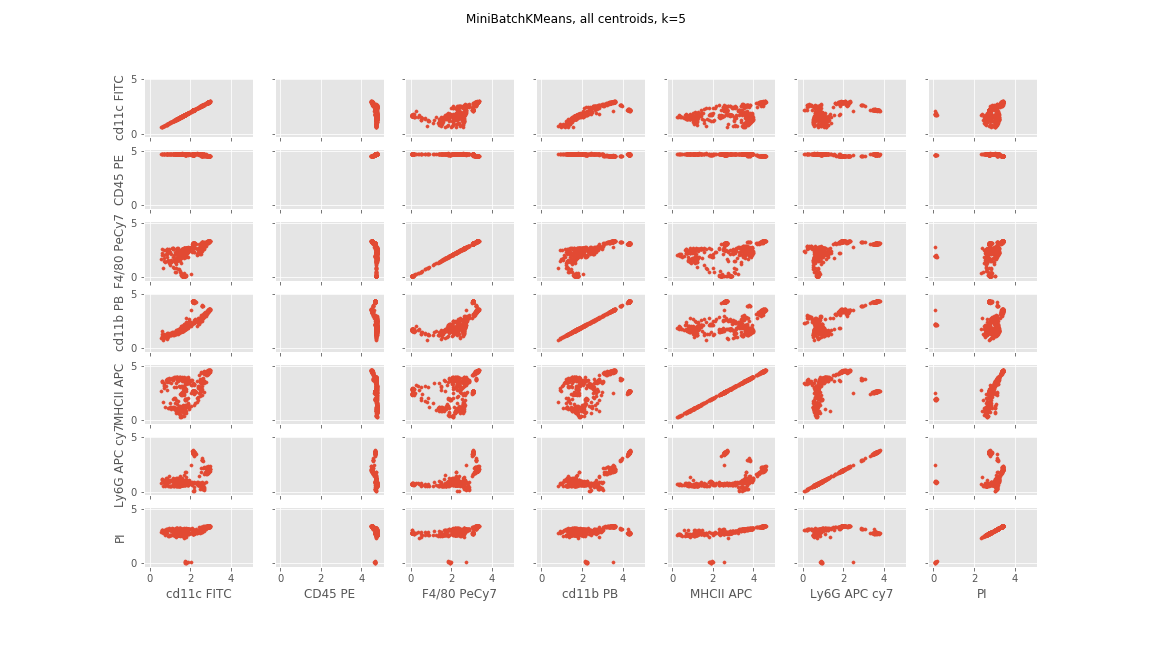 MiniBatchKMeans, all centroids, k=5
5
0
cd11c FITC
5
0
CD45 PE
5
0
F4/80 PeCy7
5
0
cd11b PB
5
0
MHCII APC
5
0
Ly6G APC cy7
5
0
PI
0 2 4 0 2 4 0 2 4 0 2 4 0 2 4 0 2 4 0 2 4
cd11c FITC CD45 PE F4/80 PeCy7 cd11b PB MHCII APC Ly6G APC cy7 PI